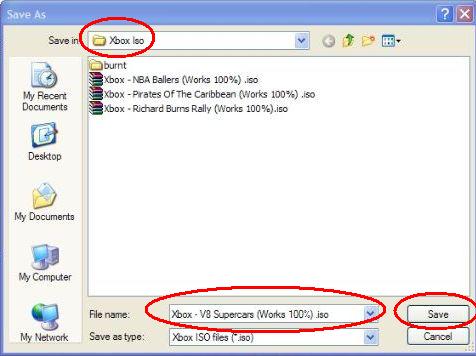 Save As
Save in: Xbox Iso
burnt
Xbox - NBA Ballers (Works 100%) .iso
Xbox - Pirates Of The Caribbean (Works 100%) .iso
Xbox - Richard Burns Rally (Works 100%).iso
My Recent
Documents
Desktop
My Documents
My Computer
My Network
File name: Xbox - V8 Supercars (Works 100%) .iso Save
Save as type: Xbox ISO files (*.iso) Cancel